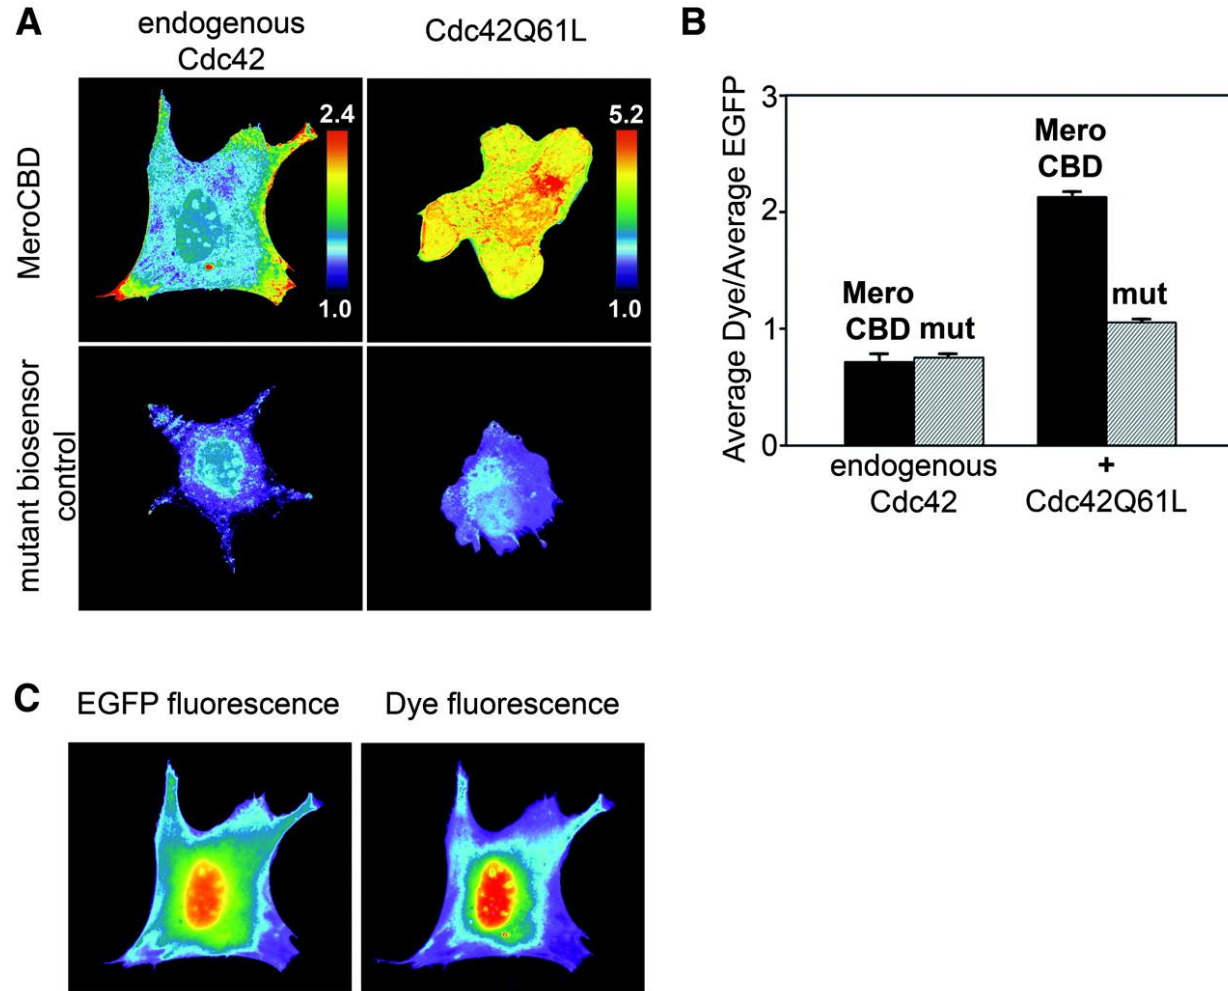 A
endogenous
Cdc42
Cdc42Q61L
MeroCBD
2.4
1.0
5.2
1.0
mutant biosensor
control
B
Average Dye/Average EGFP
3
2
1
0
Mero
CBD
mut
Mero
CBD
mut
endogenous
Cdc42
+
Cdc42Q61L
C
EGFP fluorescence
Dye fluorescence